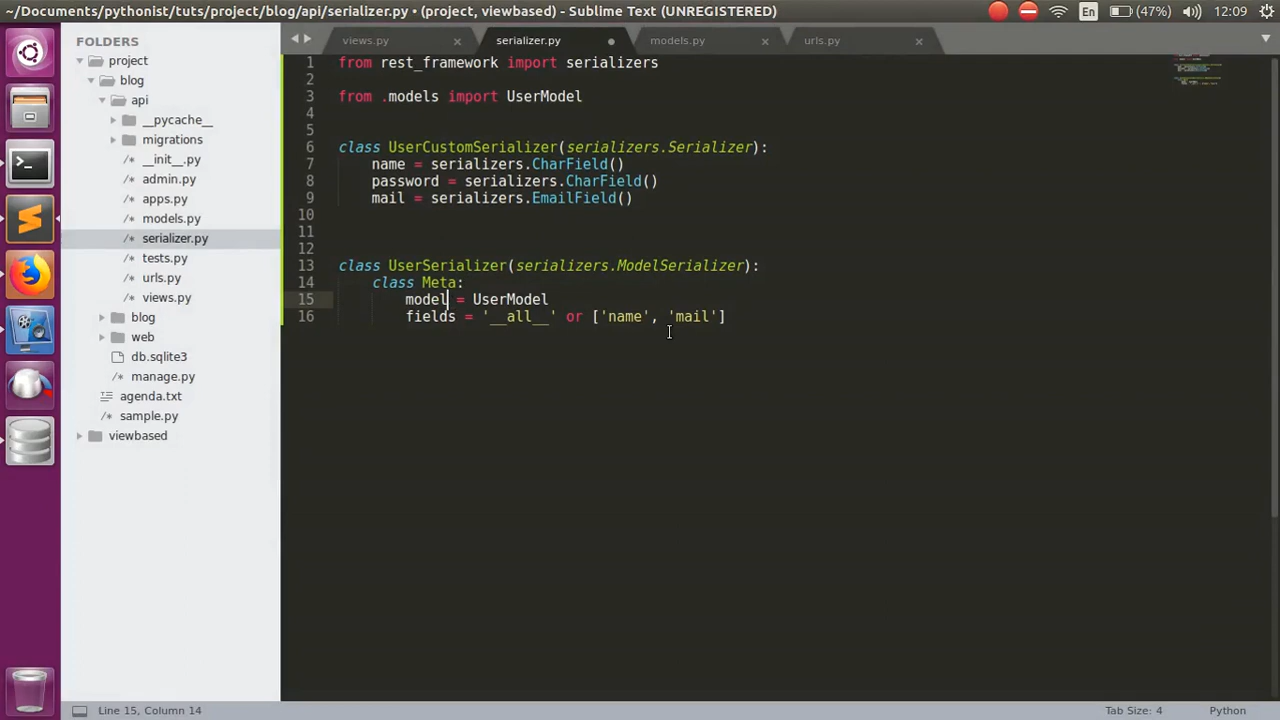 ~/Documents/pythonist/tuts/project/blog/api/serializer.py • (project, viewbased) - Sublime Text (UNREGISTERED)
En
(47%)
12:09
FOLDERS
project
blog
api
__pycache__
migrations
/* __init__.py
/* admin.py
/* apps.py
/* models.py
/* serializer.py
/* tests.py
/* urls.py
/* views.py
blog
web
db.sqlite3
/* manage.py
agenda.txt
/* sample.py
viewbased
views.py
serializer.py
models.py
urls.py
1 from rest_framework import serializers
2
3 from .models import UserModel
4
5
6 class UserCustomSerializer(serializers.Serializer):
7 name = serializers.CharField()
8 password = serializers.CharField()
9 mail = serializers.EmailField()
10
11
12
13 class UserSerializer(serializers.ModelSerializer):
14 class Meta:
15 model = UserModel
16 fields = '__all__' or ['name', 'mail']
Line 15, Column 14
Tab Size: 4
Python